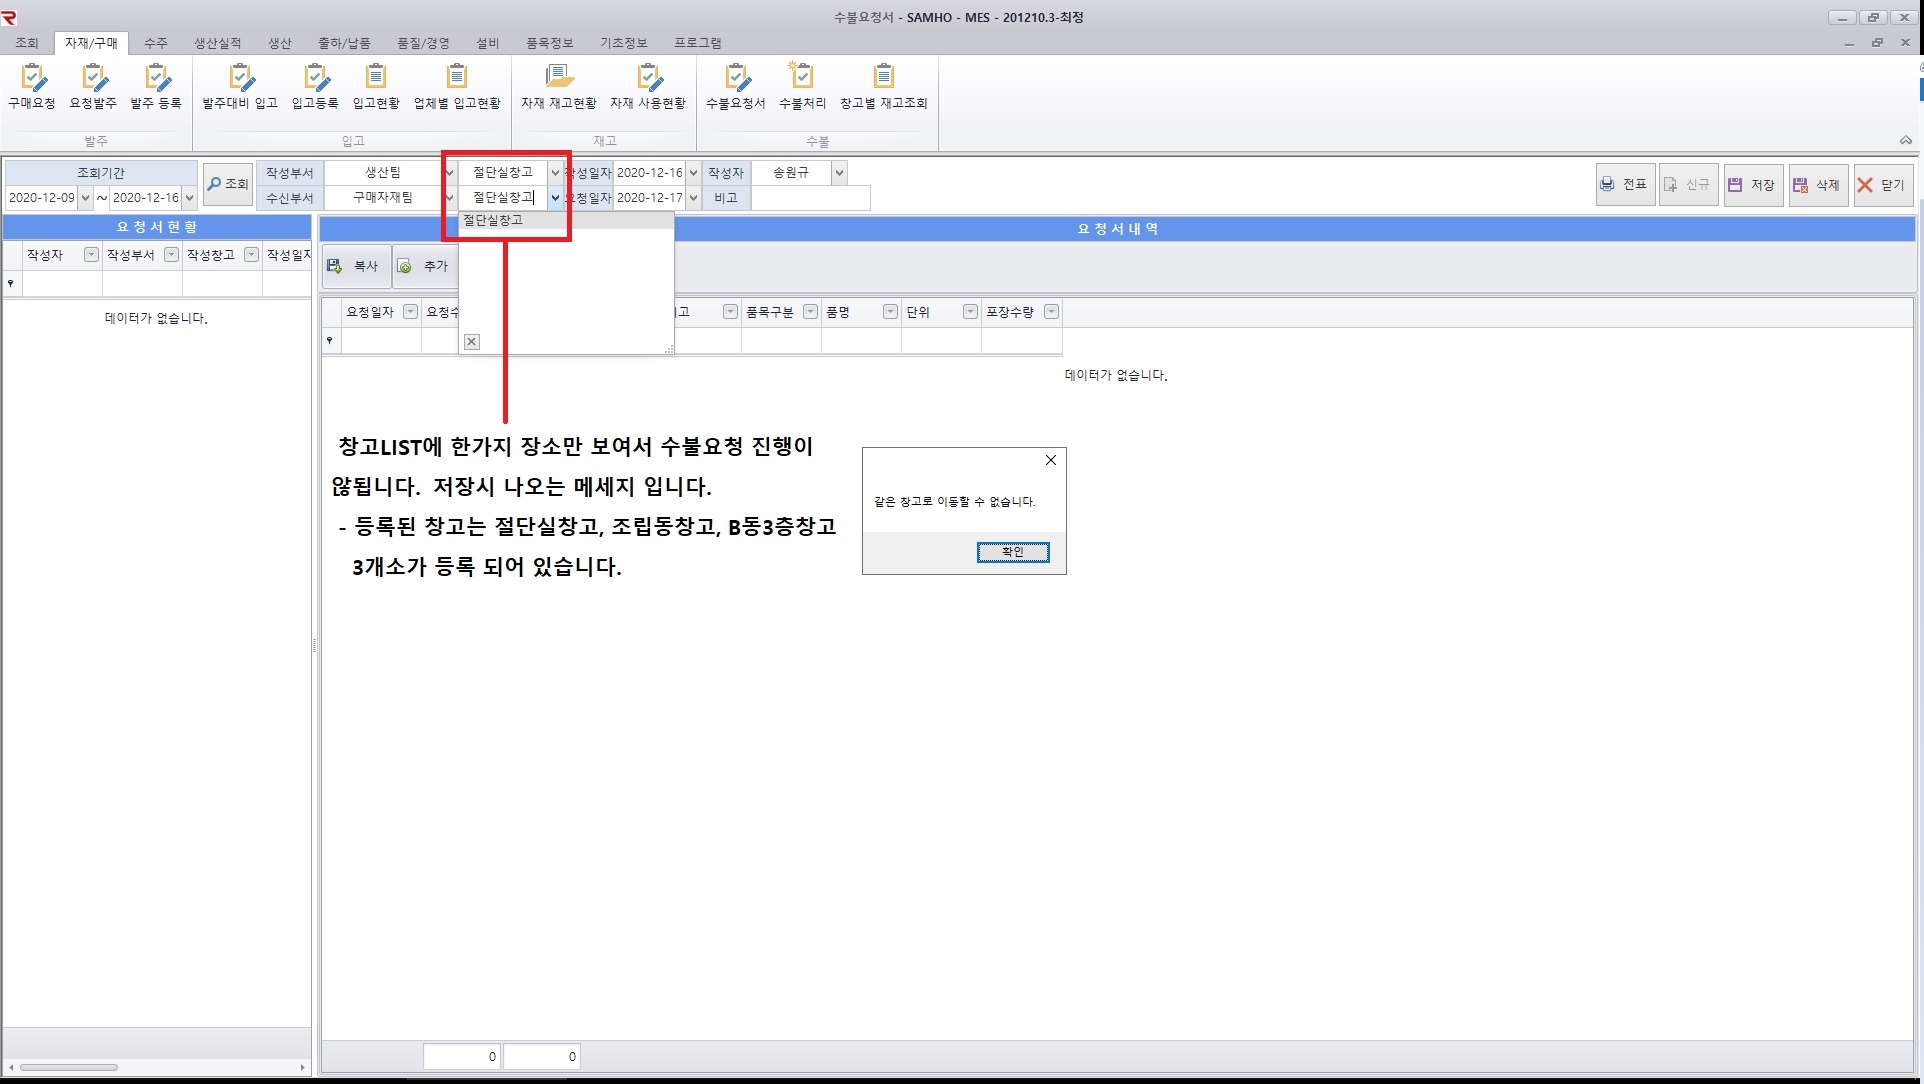 수불요청서 - SAMHO - MES - 201210.3-최정
조회 자재/구매 수주 생산실적 생산 출하/납품 품질/경영 설비 품목정보 기초정보 프로그램
구매요청 요청발주 발주 등록 발주대비 입고 입고등록 입고현황 업체별 입고현황 자재 재고현황 자재 사용현황 수불요청서 수불처리 창고별 재고조회
발주 입고 재고 수불
조회기간 조회 작성부서 생산팀 절단실창고 작성일자 2020-12-16 작성자 송원규 전표 신규 저장 삭제 닫기
2020-12-09 ~ 2020-12-16 수신부서 구매자재팀 절단실창고 요청일자 2020-12-17 비고
절단실창고
요청서현황 요청서내역
작성자 작성부서 작성창고 작성일자
복사 추가
요청일자 요청수 고 품목구분 품명 단위 포장수량
데이터가 없습니다.
데이터가 없습니다.
창고LIST에 한가지 장소만 보여서 수불요청 진행이
않됩니다. 저장시 나오는 메세지 입니다.
- 등록된 창고는 절단실창고, 조립동창고, B동3층창고
3개소가 등록 되어 있습니다.
같은 창고로 이동할 수 없습니다.
확인
0 0